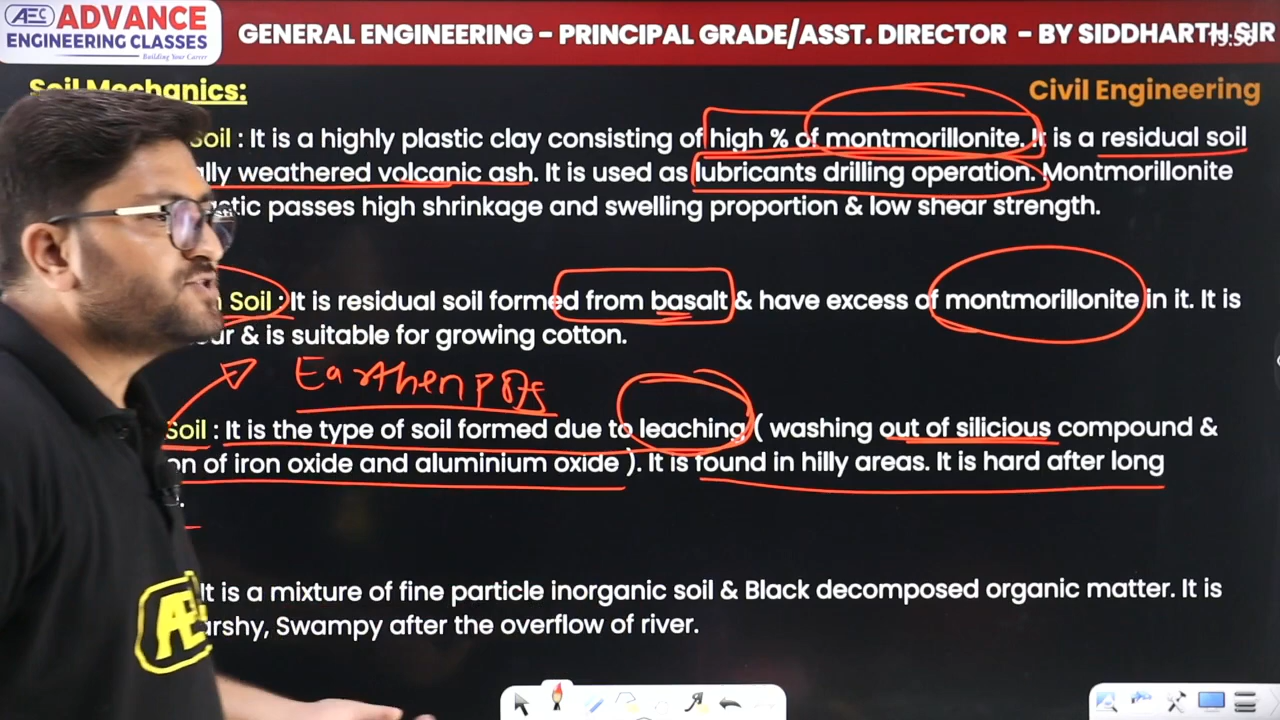 AEC ADVANCE
ENGINEERING CLASSES
Building Your Career
GENERAL ENGINEERING - PRINCIPAL GRADE/ASST. DIRECTOR - BY SIDDHARTH SIR
Soil Mechanics:
Civil Engineering
Soil : It is a highly plastic clay consisting of high % of montmorillonite. It is a residual soil
ally weathered volcanic ash. It is used as lubricants drilling operation. Montmorillonite
stic passes high shrinkage and swelling proportion & low shear strength.
n Soil : It is residual soil formed from basalt & have excess of montmorillonite in it. It is
ur & is suitable for growing cotton.
Earthen pots
Soil : It is the type of soil formed due to leaching ( washing out of silicious compound &
on of iron oxide and aluminium oxide ). It is found in hilly areas. It is hard after long
It is a mixture of fine particle inorganic soil & Black decomposed organic matter. It is
arshy, Swampy after the overflow of river.
AE